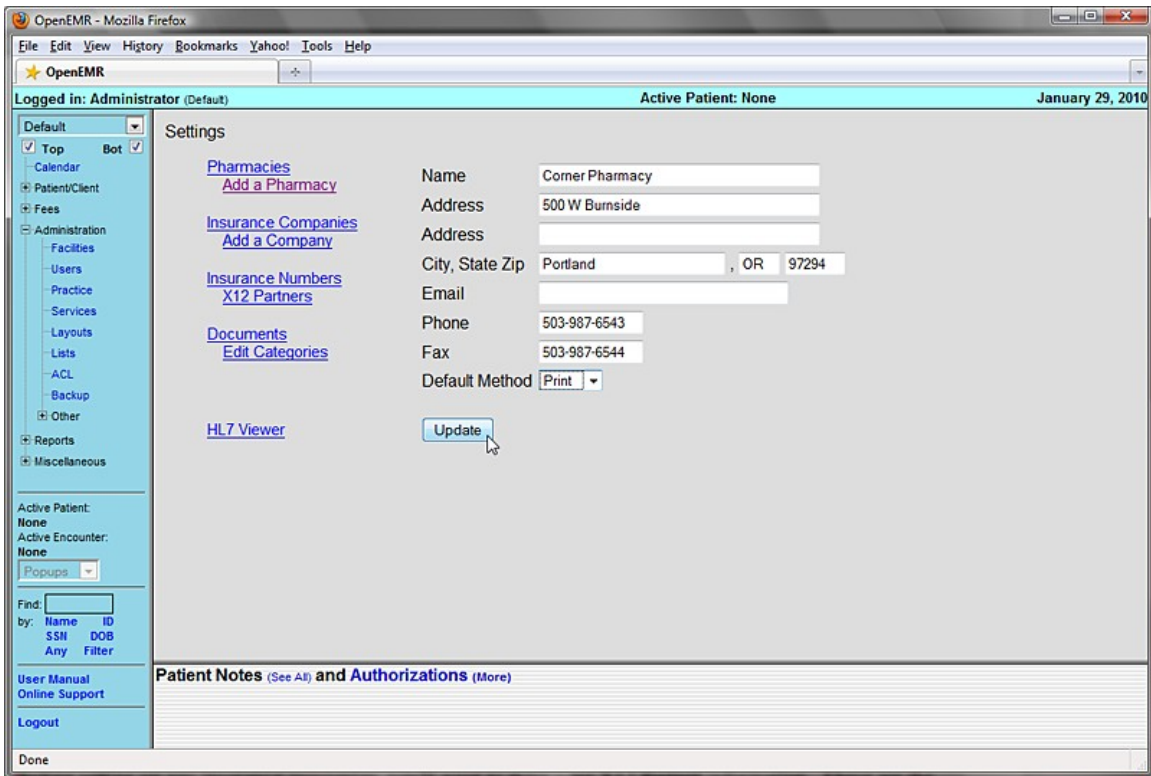 OpenEMR - Mozilla Firefox
File Edit View History Bookmarks Yahoo! Tools Help
OpenEMR
Logged in: Administrator (Default) Active Patient: None January 29, 2010
Default
Top Bot
Calendar
Patient/Client
Fees
Administration
Facilities
Users
Practice
Services
Layouts
Lists
ACL
Backup
Other
Reports
Miscellaneous
Active Patient:
None
Active Encounter:
None
Popups
Find:
by: Name ID
SSN DOB
Any Filter
User Manual
Online Support
Logout
Settings
Pharmacies
Add a Pharmacy
Insurance Companies
Add a Company
Insurance Numbers
X12 Partners
Documents
Edit Categories
HL7 Viewer
Name Corner Pharmacy
Address 500 W Burnside
Address
City, State Zip Portland , OR 97294
Email
Phone 503-987-6543
Fax 503-987-6544
Default Method Print
Update
Patient Notes (See All) and Authorizations (More)
Done